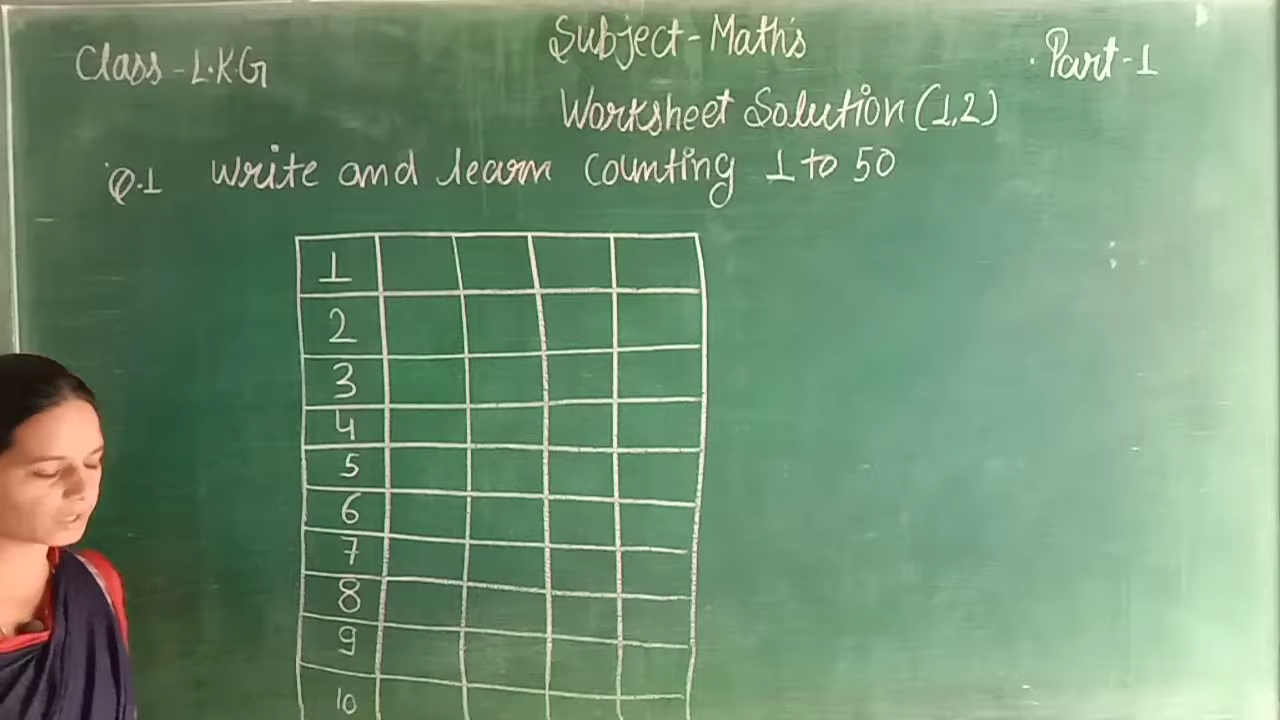 Class - L.K.G
Subject - Math's
Part - 1
Worksheet Solution (1,2)
Q.1 Write and learn counting 1 to 50
1
2
3
4
5
6
7
8
9
10